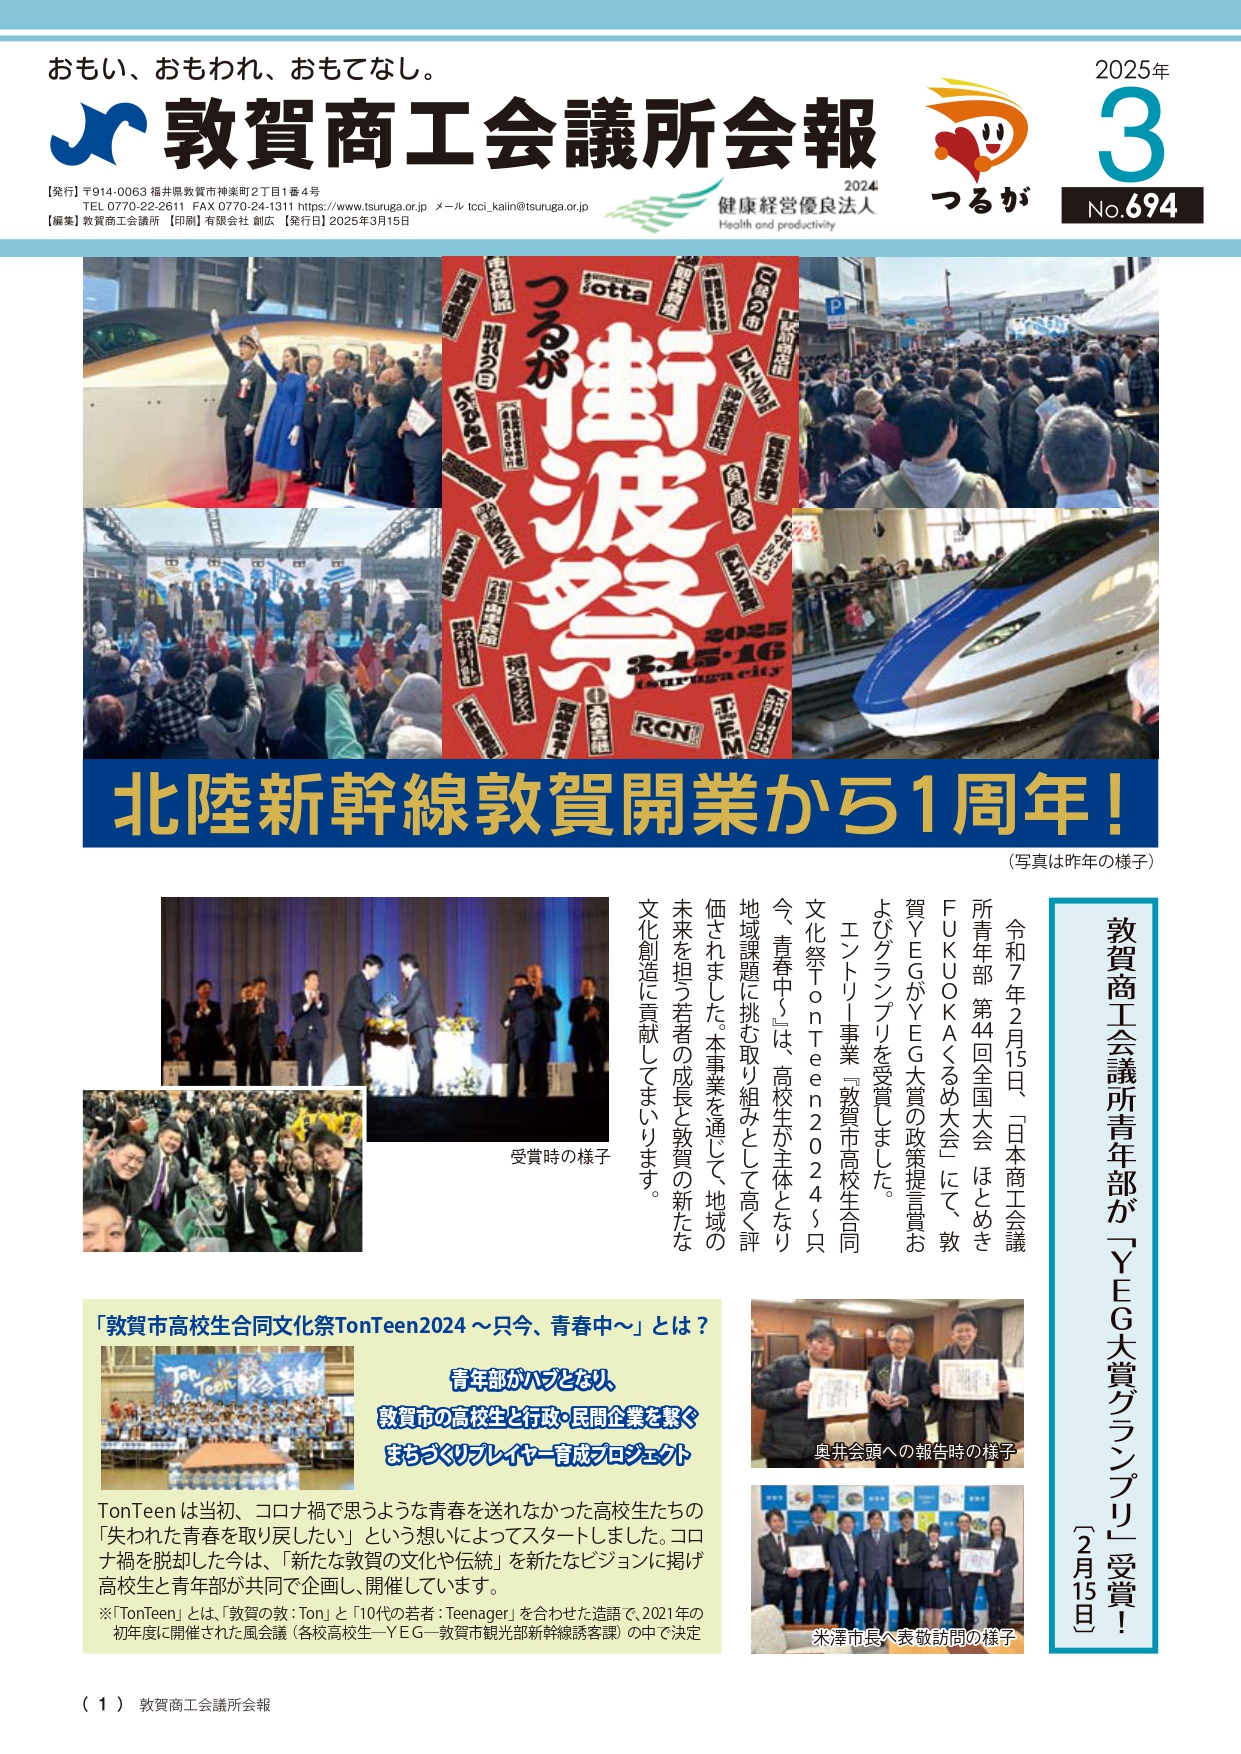 おもい、おもわれ、おもてなし。
敦賀商工会議所会報
【発行】〒914-0063 福井県敦賀市神楽町2丁目1番4号
TEL 0770-22-2611 FAX 0770-24-1311 https://www.tsuruga.or.jp メール tcci_kaiin@tsuruga.or.jp
【編集】敦賀商工会議所 【印刷】有限会社 創広 【発行日】2025年3月15日
2024
健康経営優良法人
Health and productivity
つるが
2025年
3
No.694
つるが
街波祭
2025
3.15・16
tsuruga city
otta
晴れの日
神楽商店街
RCN
P
北陸新幹線敦賀開業から1周年！
（写真は昨年の様子）
敦賀商工会議所青年部が「YEG大賞グランプリ」受賞！
〔2月15日〕
令和7年2月15日、「日本商工会議
所青年部 第44回全国大会 ほとめき
FUKUOKAくるめ大会」にて、敦
賀YEGがYEG大賞の政策提言賞お
よびグランプリを受賞しました。
エントリー事業『敦賀市高校生合同
文化祭TonTeen2024～只
今、青春中～』は、高校生が主体となり
地域課題に挑む取り組みとして高く評
価されました。本事業を通じて、地域の
未来を担う若者の成長と敦賀の新たな
文化創造に貢献してまいります。
受賞時の様子
「敦賀市高校生合同文化祭TonTeen2024 ～只今、青春中～」とは？
青年部がハブとなり、
敦賀市の高校生と行政・民間企業を繋ぐ
まちづくりプレイヤー育成プロジェクト
TonTeen は当初、コロナ禍で思うような青春を送れなかった高校生たちの
「失われた青春を取り戻したい」という想いによってスタートしました。コロ
ナ禍を脱却した今は、「新たな敦賀の文化や伝統」を新たなビジョンに掲げ
高校生と青年部が共同で企画し、開催しています。
※「TonTeen」とは、「敦賀の敦：Ton」と「10代の若者：Teenager」を合わせた造語で、2021年の
初年度に開催された風会議（各校高校生―YEG―敦賀市観光部新幹線誘客課）の中で決定
奥井会頭への報告時の様子
米澤市長へ表敬訪問の様子
（ 1 ） 敦賀商工会議所会報